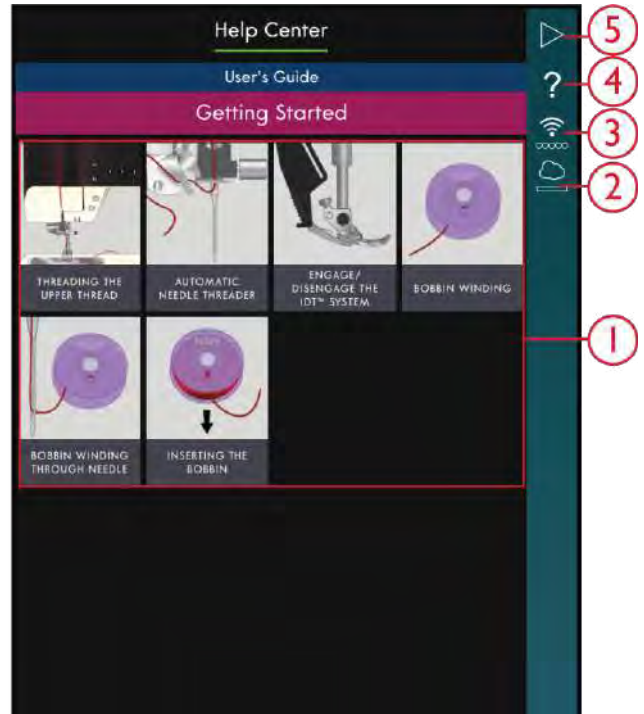 Help Center
User's Guide
Getting Started
THREADING THE
UPPER THREAD
AUTOMATIC
NEEDLE THREADER
ENGAGE/
DISENGAGE THE
IDT™ SYSTEM
BOBBIN WINDING
BOBBIN WINDING
THROUGH NEEDLE
INSERTING THE
BOBBIN
?
5
4
3
2
1